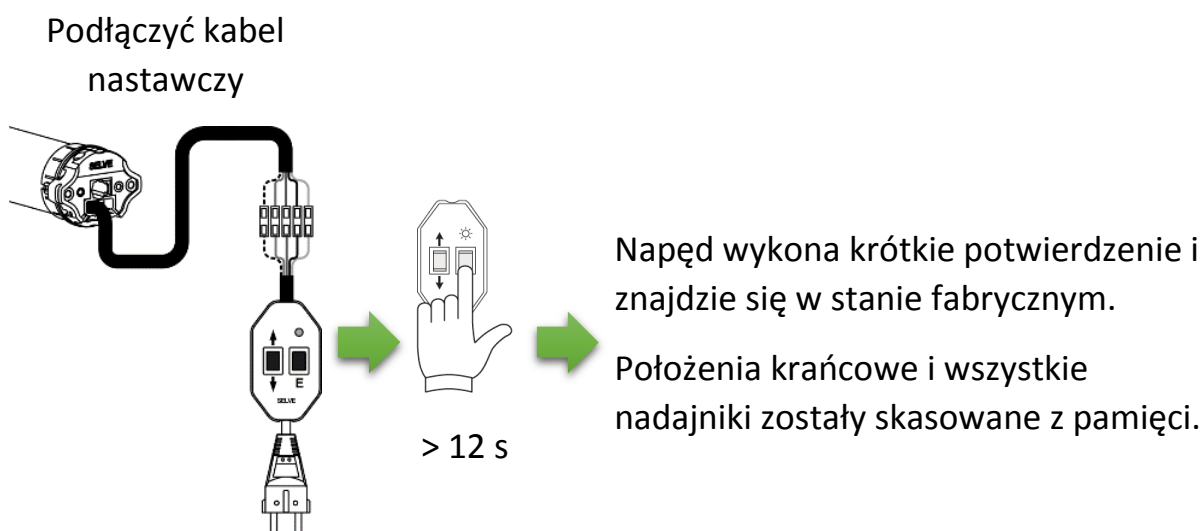 Podłączyć kabel
nastawczy
SELVE
E
SELVE
> 12 s
Napęd wykona krótkie potwierdzenie i
znajdzie się w stanie fabrycznym.
Położenia krańcowe i wszystkie
nadajniki zostały skasowane z pamięci.